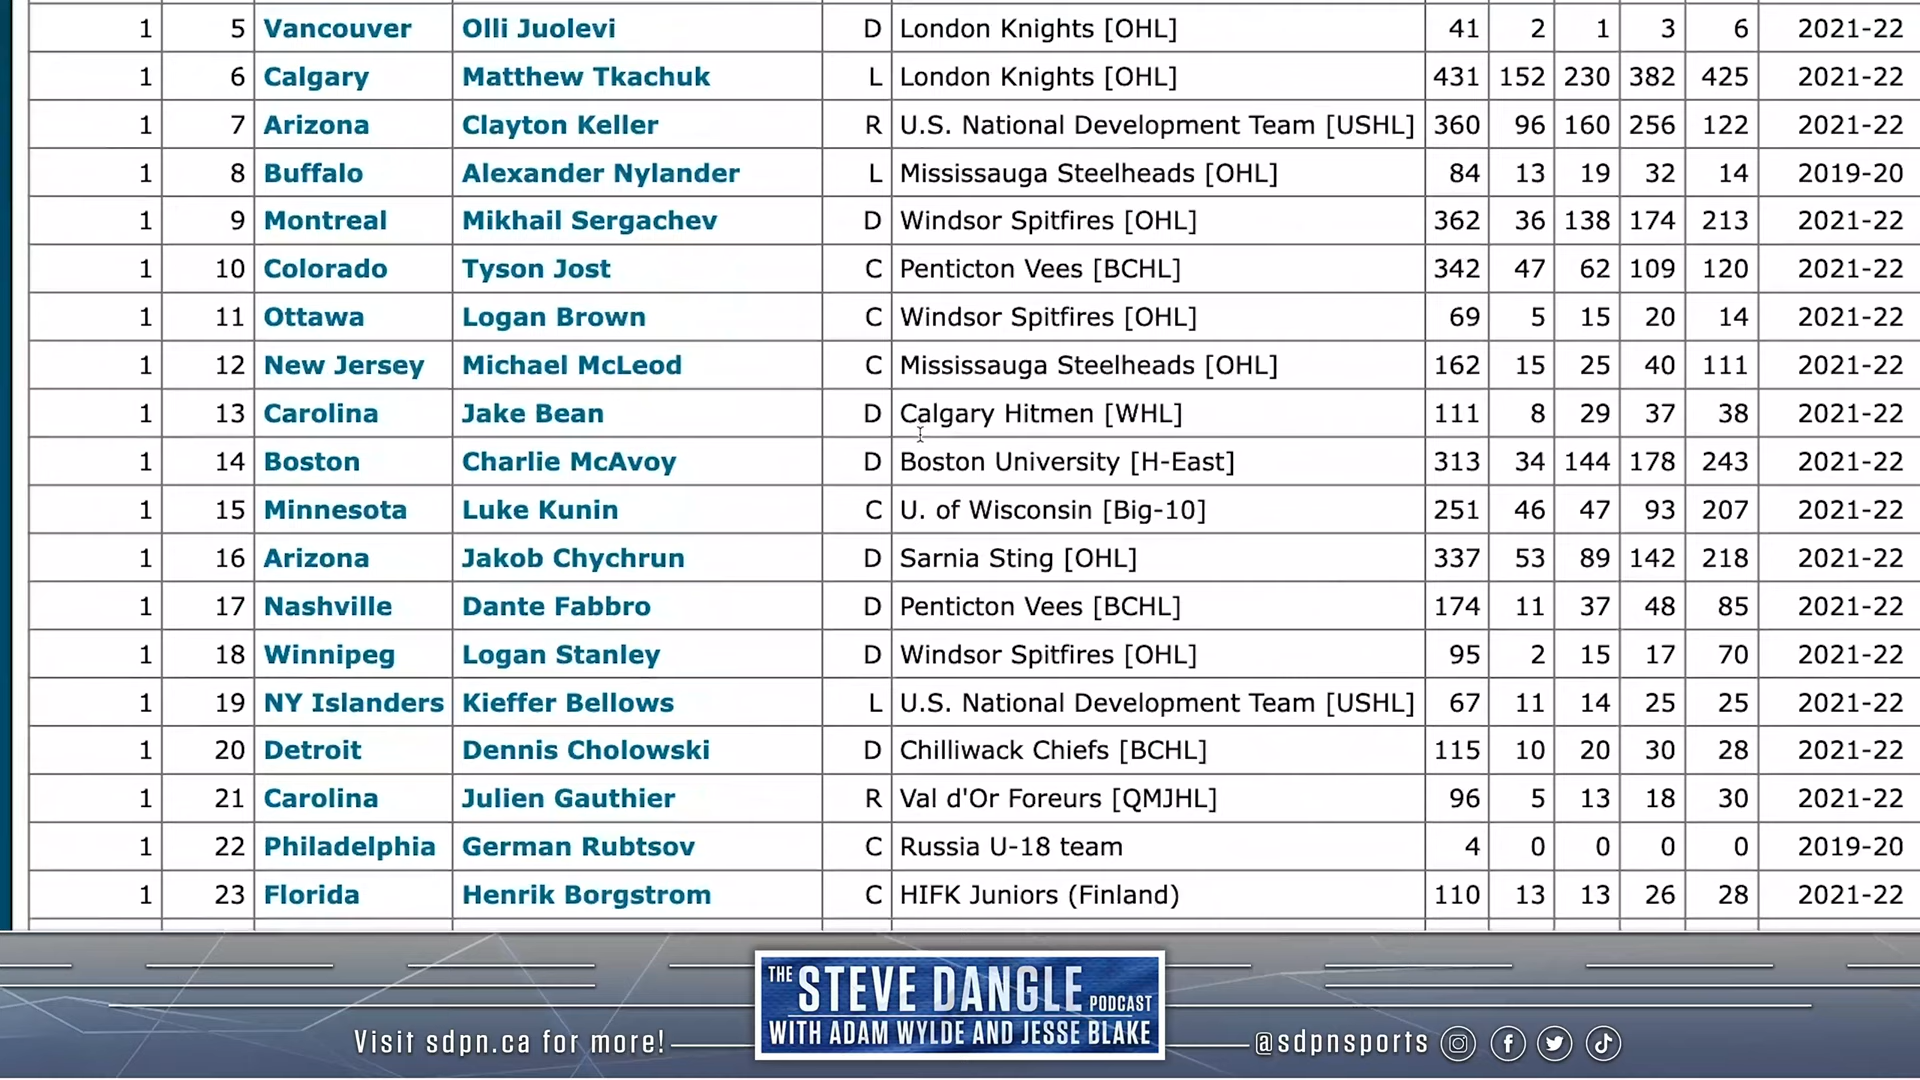 1 5 Vancouver Olli Juolevi D London Knights [OHL] 41 2 1 3 6 2021-22
1 6 Calgary Matthew Tkachuk L London Knights [OHL] 431 152 230 382 425 2021-22
1 7 Arizona Clayton Keller R U.S. National Development Team [USHL] 360 96 160 256 122 2021-22
1 8 Buffalo Alexander Nylander L Mississauga Steelheads [OHL] 84 13 19 32 14 2019-20
1 9 Montreal Mikhail Sergachev D Windsor Spitfires [OHL] 362 36 138 174 213 2021-22
1 10 Colorado Tyson Jost C Penticton Vees [BCHL] 342 47 62 109 120 2021-22
1 11 Ottawa Logan Brown C Windsor Spitfires [OHL] 69 5 15 20 14 2021-22
1 12 New Jersey Michael McLeod C Mississauga Steelheads [OHL] 162 15 25 40 111 2021-22
1 13 Carolina Jake Bean D Calgary Hitmen [WHL] 111 8 29 37 38 2021-22
1 14 Boston Charlie McAvoy D Boston University [H-East] 313 34 144 178 243 2021-22
1 15 Minnesota Luke Kunin C U. of Wisconsin [Big-10] 251 46 47 93 207 2021-22
1 16 Arizona Jakob Chychrun D Sarnia Sting [OHL] 337 53 89 142 218 2021-22
1 17 Nashville Dante Fabbro D Penticton Vees [BCHL] 174 11 37 48 85 2021-22
1 18 Winnipeg Logan Stanley D Windsor Spitfires [OHL] 95 2 15 17 70 2021-22
1 19 NY Islanders Kieffer Bellows L U.S. National Development Team [USHL] 67 11 14 25 25 2021-22
1 20 Detroit Dennis Cholowski D Chilliwack Chiefs [BCHL] 115 10 20 30 28 2021-22
1 21 Carolina Julien Gauthier R Val d'Or Foreurs [QMJHL] 96 5 13 18 30 2021-22
1 22 Philadelphia German Rubtsov C Russia U-18 team 4 0 0 0 0 2019-20
1 23 Florida Henrik Borgstrom C HIFK Juniors (Finland) 110 13 13 26 28 2021-22
THE STEVE DANGLE PODCAST
WITH ADAM WYLDE AND JESSE BLAKE
Visit sdpn.ca for more!
@sdpnsports